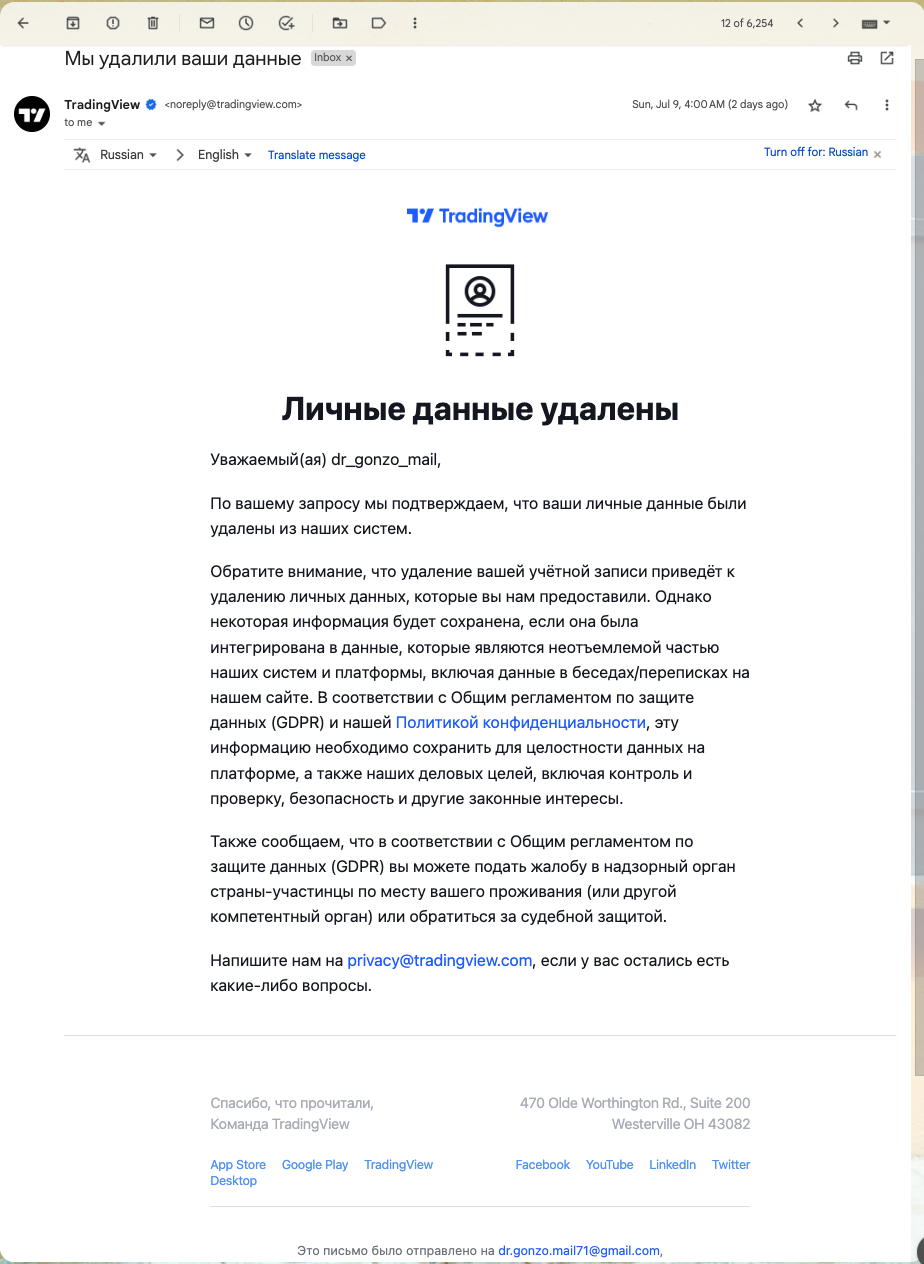 12 of 6,254
Мы удалили ваши данные Inbox ×
TradingView <noreply@tradingview.com> Sun, Jul 9, 4:00 AM (2 days ago)
to me
Russian > English Translate message Turn off for: Russian ×
TradingView
Личные данные удалены
Уважаемый(ая) dr_gonzo_mail,
По вашему запросу мы подтверждаем, что ваши личные данные были
удалены из наших систем.
Обратите внимание, что удаление вашей учётной записи приведёт к
удалению личных данных, которые вы нам предоставили. Однако
некоторая информация будет сохранена, если она была
интегрирована в данные, которые являются неотъемлемой частью
наших систем и платформы, включая данные в беседах/переписках на
нашем сайте. В соответствии с Общим регламентом по защите
данных (GDPR) и нашей Политикой конфиденциальности, эту
информацию необходимо сохранить для целостности данных на
платформе, а также наших деловых целей, включая контроль и
проверку, безопасность и другие законные интересы.
Также сообщаем, что в соответствии с Общим регламентом по
защите данных (GDPR) вы можете подать жалобу в надзорный орган
страны-участинцы по месту вашего проживания (или другой
компетентный орган) или обратиться за судебной защитой.
Напишите нам на privacy@tradingview.com, если у вас остались есть
какие-либо вопросы.
Спасибо, что прочитали,
Команда TradingView
470 Olde Worthington Rd., Suite 200
Westerville OH 43082
App Store Google Play TradingView
Desktop
Facebook YouTube LinkedIn Twitter
Это письмо было отправлено на dr.gonzo.mail71@gmail.com,